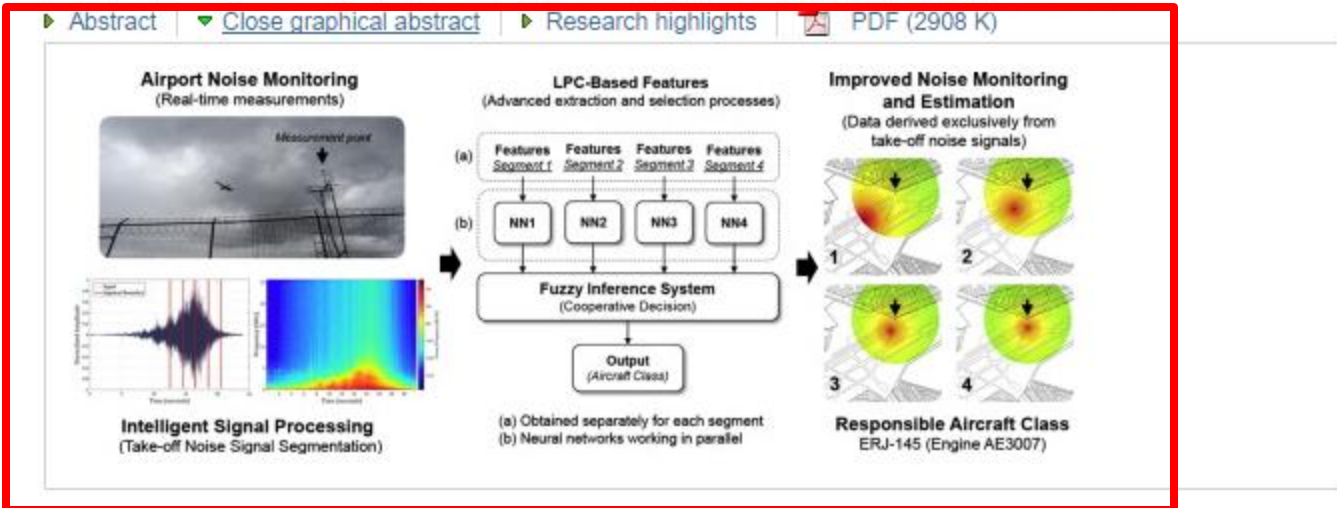 Abstract
Close graphical abstract
Research highlights
PDF (2908 K)
Airport Noise Monitoring
(Real-time measurements)
Measurement point
Intelligent Signal Processing
(Take-off Noise Signal Segmentation)
LPC-Based Features
(Advanced extraction and selection processes)
(a)
Features Features Features Features
Segment 1 Segment 2 Segment 3 Segment 4
(b)
NN1 NN2 NN3 NN4
Fuzzy Inference System
(Cooperative Decision)
Output
(Aircraft Class)
(a) Obtained separately for each segment
(b) Neural networks working in parallel
Improved Noise Monitoring
and Estimation
(Data derived exclusively from
take-off noise signals)
1 2
3 4
Responsible Aircraft Class
ERJ-145 (Engine AE3007)